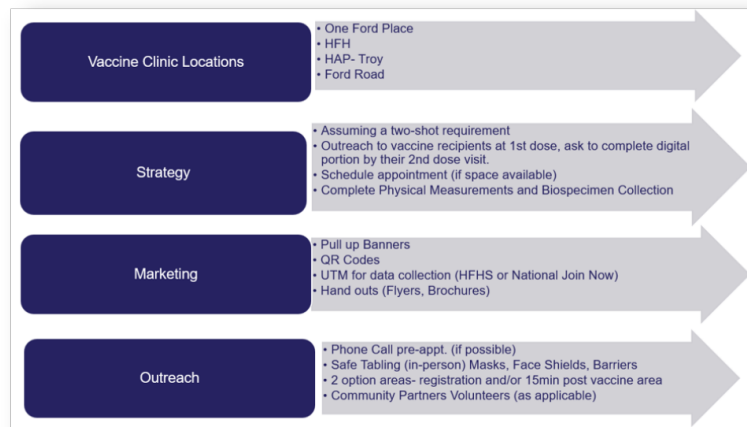 Vaccine Clinic Locations
• One Ford Place
• HFH
• HAP- Troy
• Ford Road
Strategy
• Assuming a two-shot requirement
• Outreach to vaccine recipients at 1st dose, ask to complete digital
portion by their 2nd dose visit.
• Schedule appointment (if space available)
• Complete Physical Measurements and Biospecimen Collection
Marketing
• Pull up Banners
• QR Codes
• UTM for data collection (HFHS or National Join Now)
• Hand outs (Flyers, Brochures)
Outreach
• Phone Call pre-appt. (if possible)
• Safe Tabling (in-person) Masks, Face Shields, Barriers
• 2 option areas- registration and/or 15min post vaccine area
• Community Partners Volunteers (as applicable)